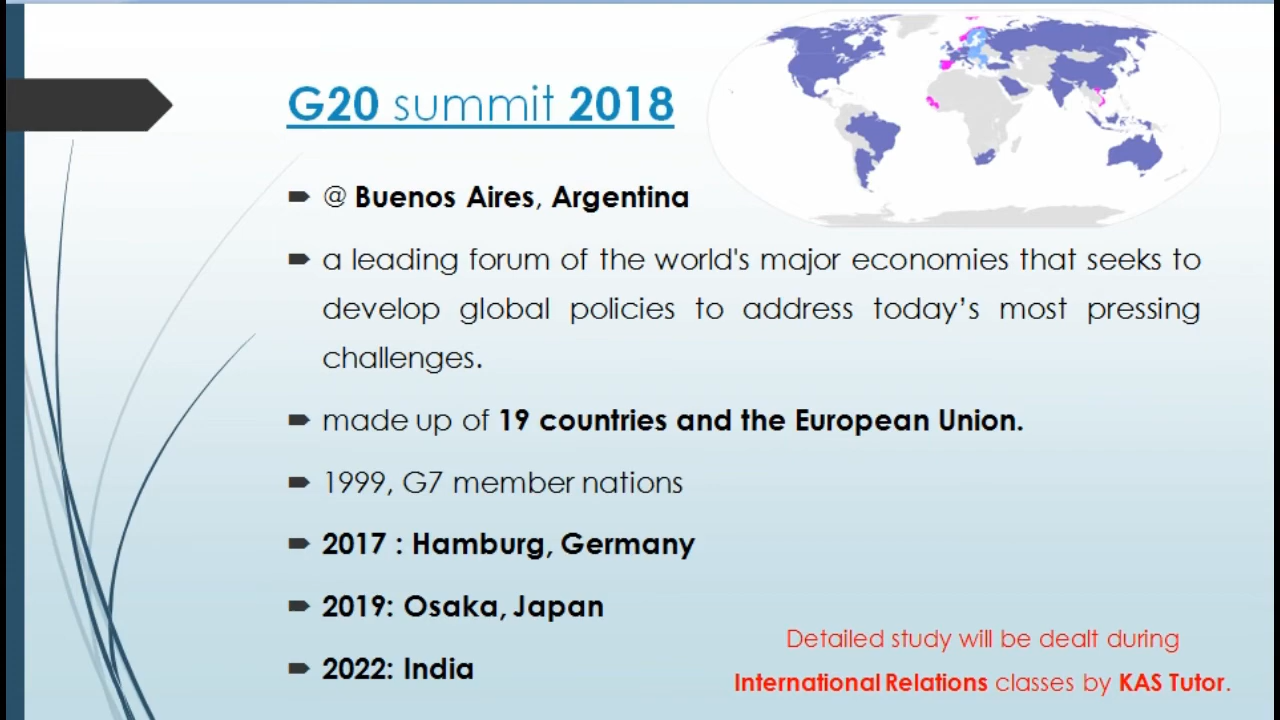 G20 summit 2018
@ Buenos Aires, Argentina
a leading forum of the world's major economies that seeks to
develop global policies to address today’s most pressing
challenges.
made up of 19 countries and the European Union.
1999, G7 member nations
2017 : Hamburg, Germany
2019: Osaka, Japan
2022: India
Detailed study will be dealt during
International Relations classes by KAS Tutor.